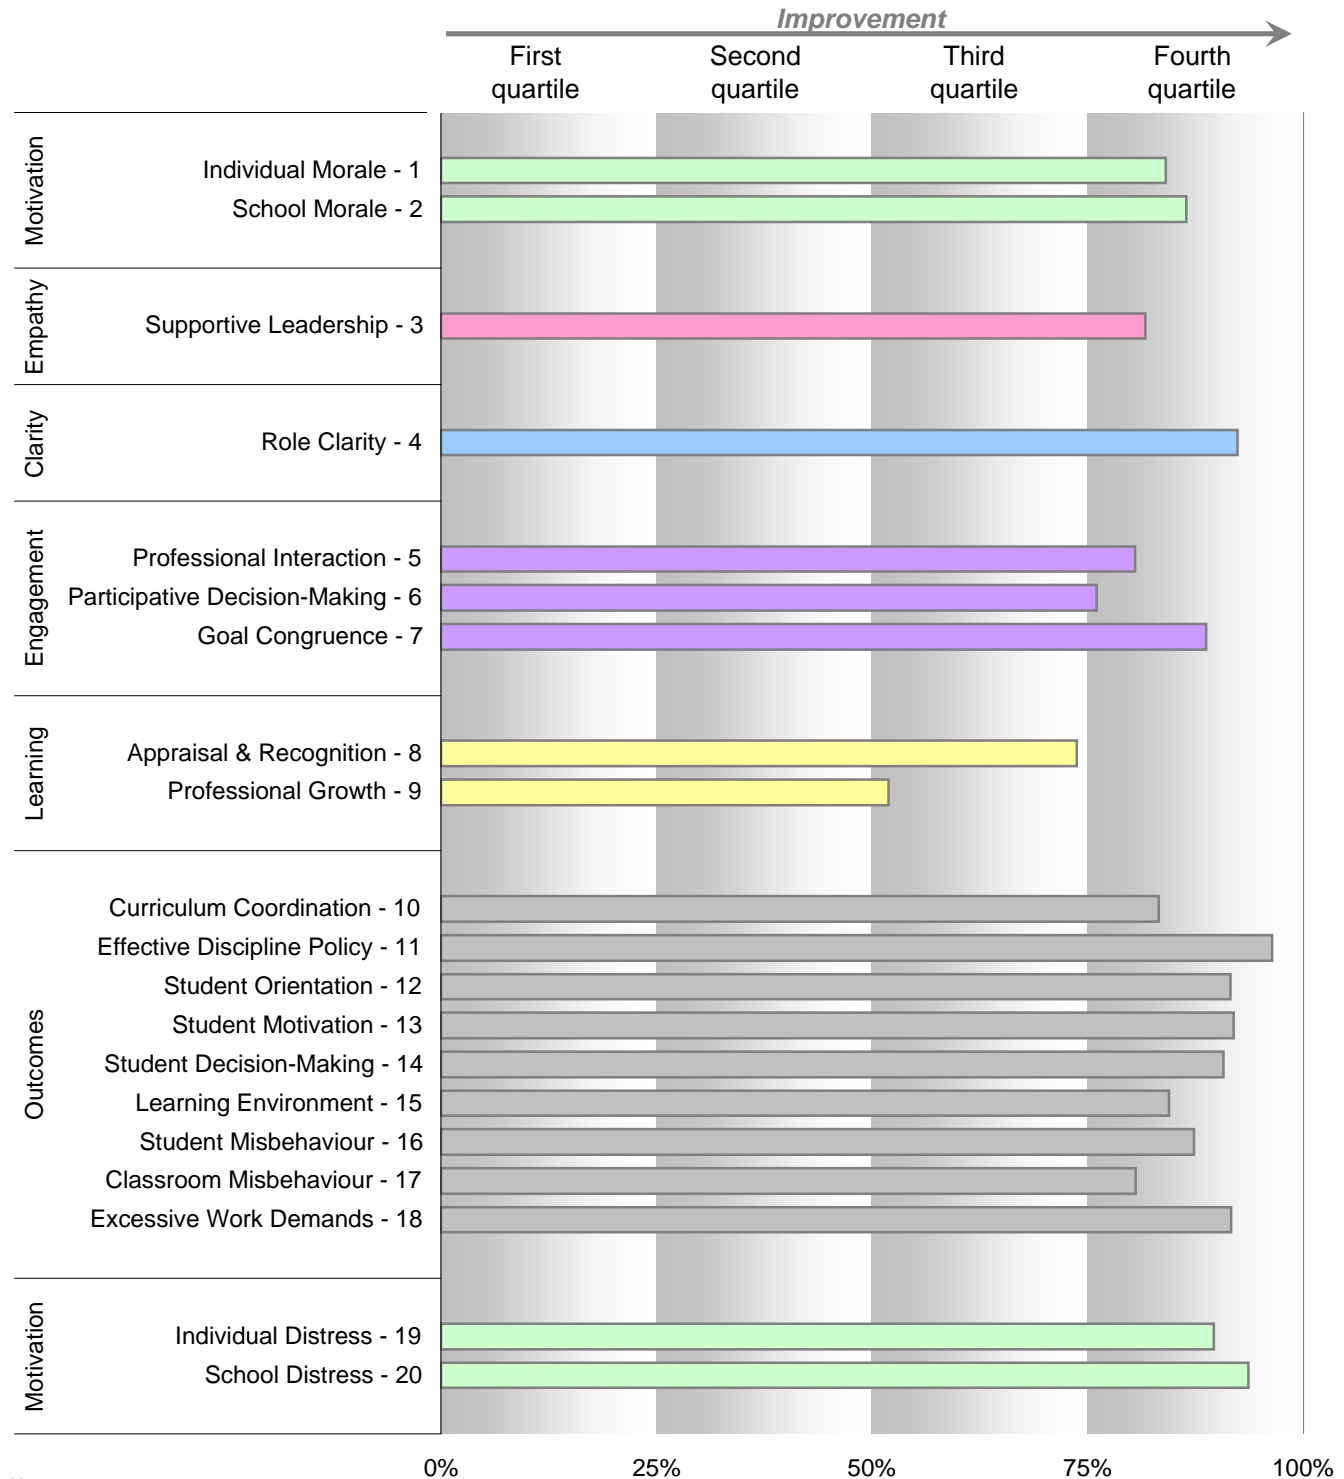 Improvement
First
quartile
Second
quartile
Third
quartile
Fourth
quartile
Motivation
Individual Morale - 1
School Morale - 2
Empathy
Supportive Leadership - 3
Clarity
Role Clarity - 4
Engagement
Professional Interaction - 5
Participative Decision-Making - 6
Goal Congruence - 7
Learning
Appraisal & Recognition - 8
Professional Growth - 9
Outcomes
Curriculum Coordination - 10
Effective Discipline Policy - 11
Student Orientation - 12
Student Motivation - 13
Student Decision-Making - 14
Learning Environment - 15
Student Misbehaviour - 16
Classroom Misbehaviour - 17
Excessive Work Demands - 18
Motivation
Individual Distress - 19
School Distress - 20
0% 25% 50% 75% 100%